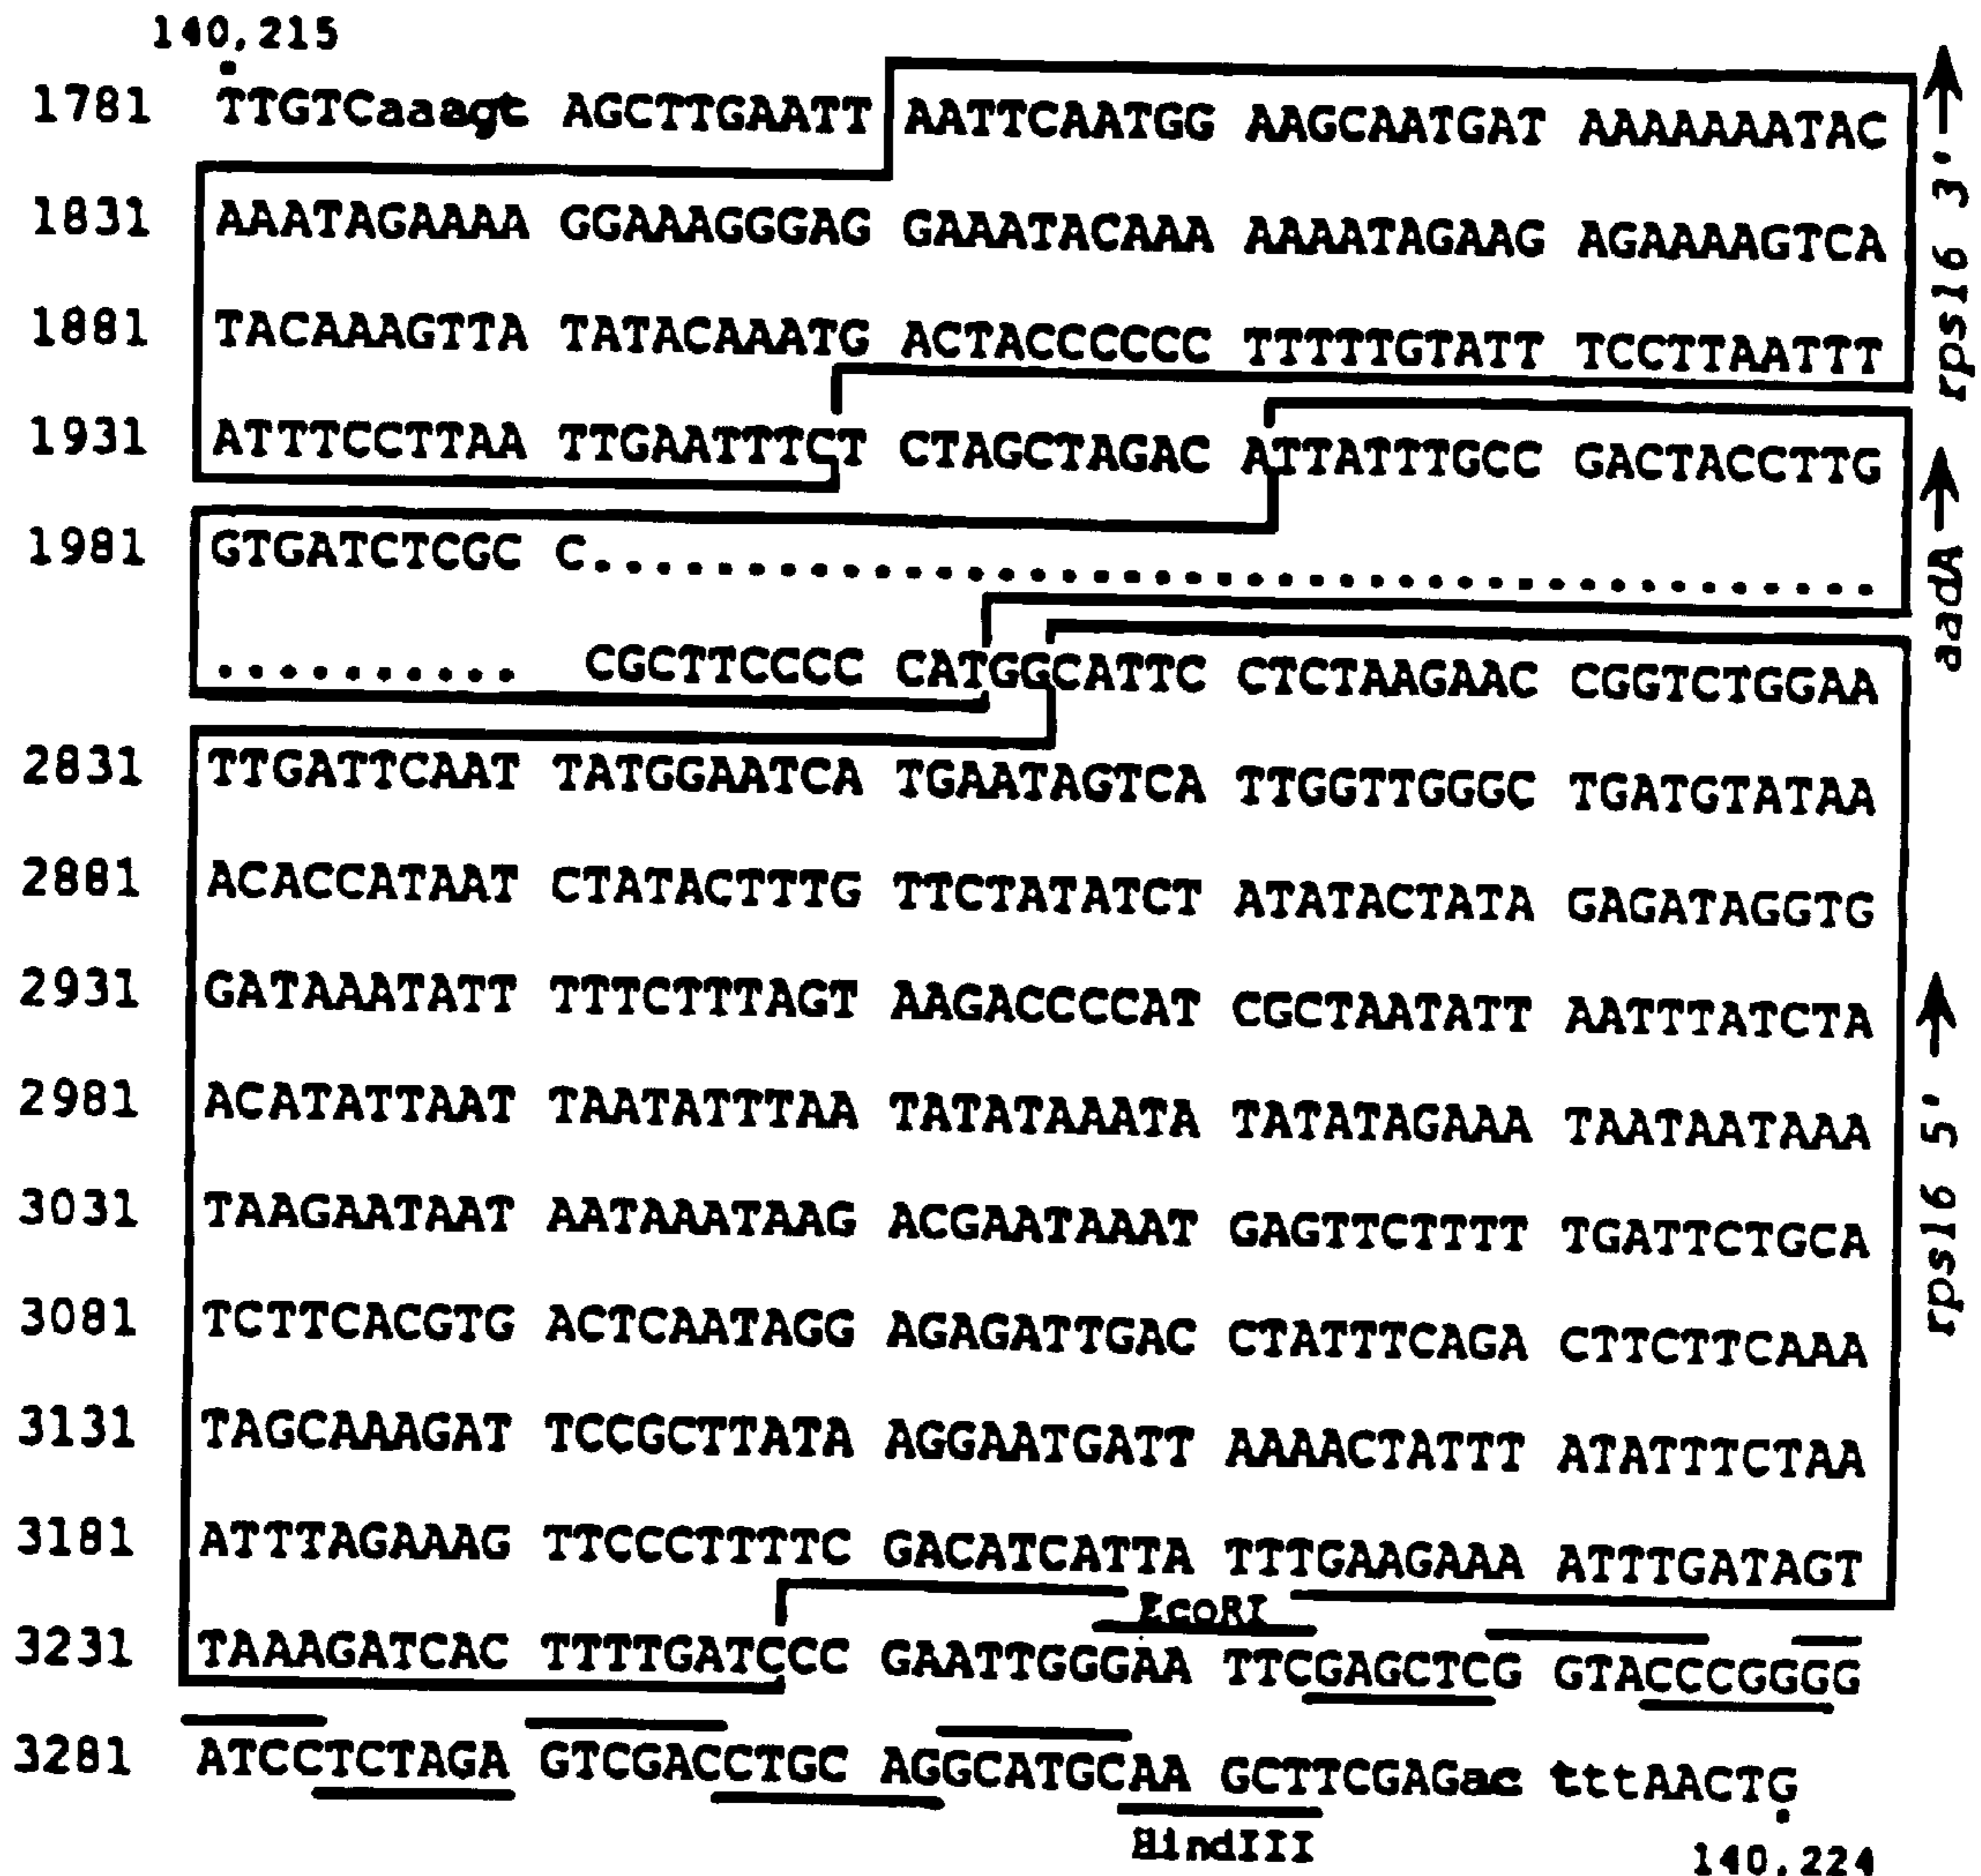 140,215
1781 TTGTCaaagt AGCTTGAATT AATTCAATGG AAGCAATGAT AAAAAAATAC
1831 AAATAGAAAA GGAAAGGGAG GAAATACAAA AAAATAGAAG AGAAAAGTCA
1881 TACAAAGTTA TATACAAATG ACTACCCCCC TTTTTGTATT TCCTTAATTT
1931 ATTTCCTTAA TTGAATTTCT CTAGCTAGAC ATTATTTGCC GACTACCTTG
1981 GTGATCTCGC C.........................................
.......... CGCTTCCCC CATGGCATTC CTCTAAGAAC CGGTCTGGAA
2831 TTGATTCAAT TATGGAATCA TGAATAGTCA TTGGTTGGGC TGATGTATAA
2881 ACACCATAAT CTATACTTTG TTCTATATCT ATATACTATA GAGATAGGTG
2931 GATAAATATT TTTCTTTAGT AAGACCCCAT CGCTAATATT AATTTATCTA
2981 ACATATTAAT TAATATTTAA TATATAAATA TATATAGAAA TAATAATAAA
3031 TAAGAATAAT AATAAATAAG ACGAATAAAT GAGTTCTTTT TGATTCTGCA
3081 TCTTCACGTG ACTCAATAGG AGAGATTGAC CTATTTCAGA CTTCTTCAAA
3131 TAGCAAAGAT TCCGCTTATA AGGAATGATT AAAACTATTT ATATTTCTAA
3181 ATTTAGAAAG TTCCCTTTTC GACATCATTA TTTGAAGAAA ATTTGATAGT
EcoRI
3231 TAAAGATCAC TTTTGATCCC GAATTGGGAA TTCGAGCTCG GTACCCGGGG
3281 ATCCTCTAGA GTCGACCTGC AGGCATGCAA GCTTCGAGac tttAACTG
HindIII
140,224
rps16 3'
aadA
rps16 5'